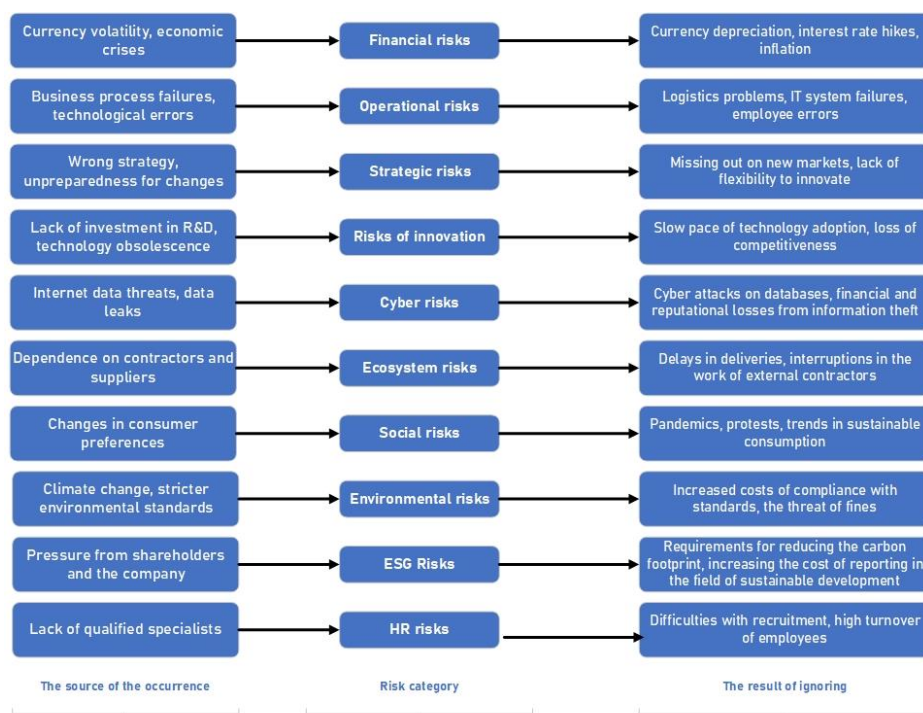 Currency volatility, economic
crises
Financial risks
Currency depreciation, interest rate hikes,
inflation
Business process failures,
technological errors
Operational risks
Logistics problems, IT system failures,
employee errors
Wrong strategy,
unpreparedness for changes
Strategic risks
Missing out on new markets, lack of
flexibility to innovate
Lack of investment in R&D,
technology obsolescence
Risks of innovation
Slow pace of technology adoption, loss of
competitiveness
Internet data threats, data
leaks
Cyber risks
Cyber attacks on databases, financial and
reputational losses from information theft
Dependence on contractors and
suppliers
Ecosystem risks
Delays in deliveries, interruptions in the
work of external contractors
Changes in consumer
preferences
Social risks
Pandemics, protests, trends in sustainable
consumption
Climate change, stricter
environmental standards
Environmental risks
Increased costs of compliance with
standards, the threat of fines
Pressure from shareholders
and the company
ESG Risks
Requirements for reducing the carbon
footprint, increasing the cost of reporting in
the field of sustainable development
Lack of qualified specialists
HR risks
Difficulties with recruitment, high turnover
of employees
The source of the occurrence
Risk category
The result of ignoring